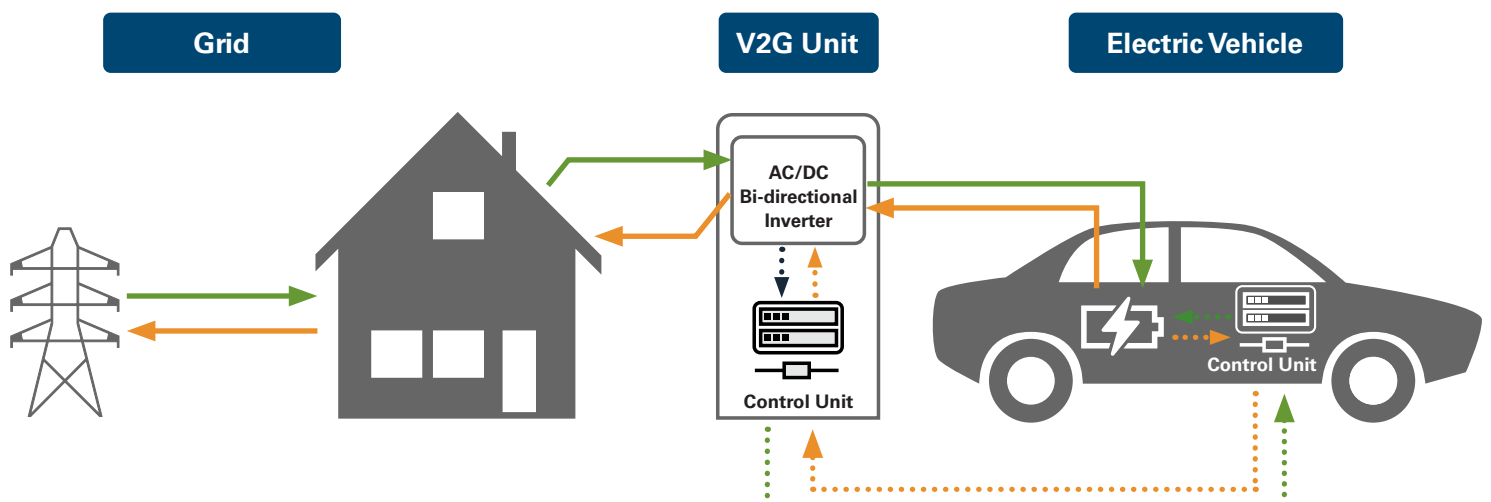 Grid
V2G Unit
Electric Vehicle
AC/DC
Bi-directional
Inverter
Control Unit
Control Unit